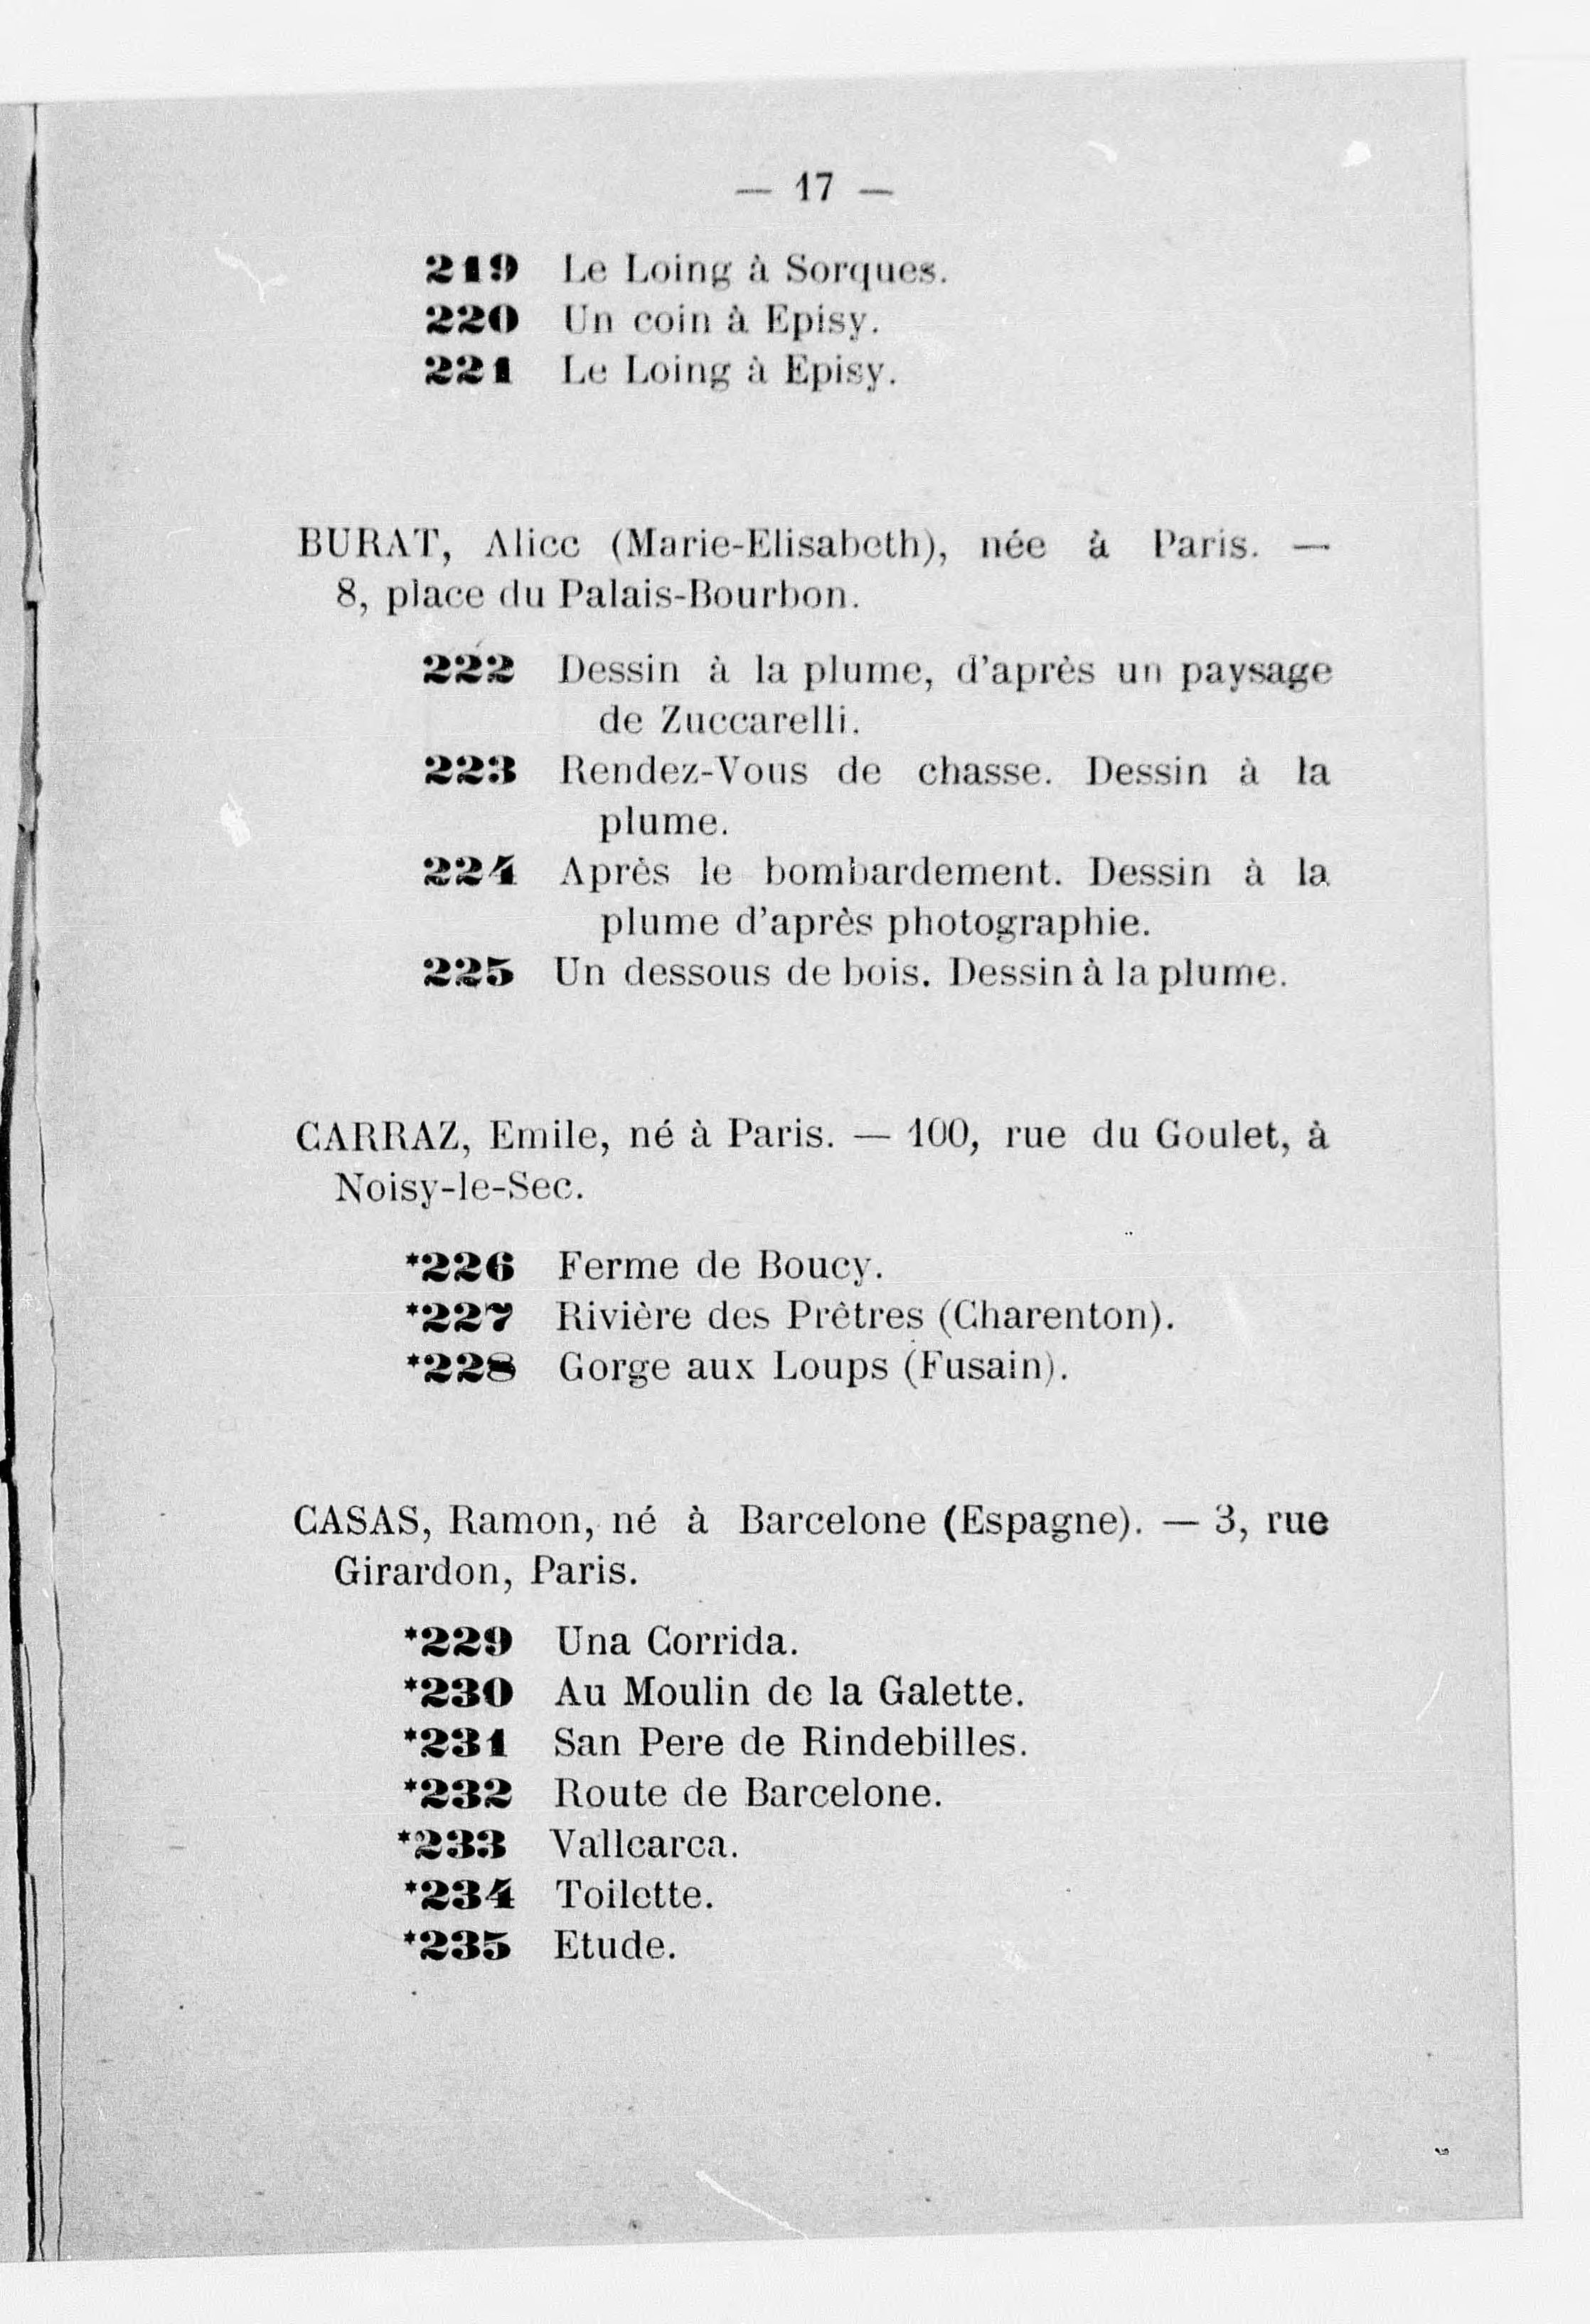 — 17 —
219 Le Loing à Sorques.
220 Un coin à Episy.
221 Le Loing à Episy.
BURAT, Alice (Marie-Elisabeth), née à Paris. —
8, place du Palais-Bourbon.
222 Dessin à la plume, d'après un paysage
de Zuccarelli.
223 Rendez-Vous de chasse. Dessin à la
plume.
224 Après le bombardement. Dessin à la
plume d'après photographie.
225 Un dessous de bois. Dessin à la plume.
CARRAZ, Emile, né à Paris. — 100, rue du Goulet, à
Noisy-le-Sec.
*226 Ferme de Boucy.
*227 Rivière des Prêtres (Charenton).
*228 Gorge aux Loups (Fusain).
CASAS, Ramon, né à Barcelone (Espagne). — 3, rue
Girardon, Paris.
*229 Una Corrida.
*230 Au Moulin de la Galette.
*231 San Pere de Rindebilles.
*232 Route de Barcelone.
*233 Vallcarca.
*234 Toilette.
*235 Etude.